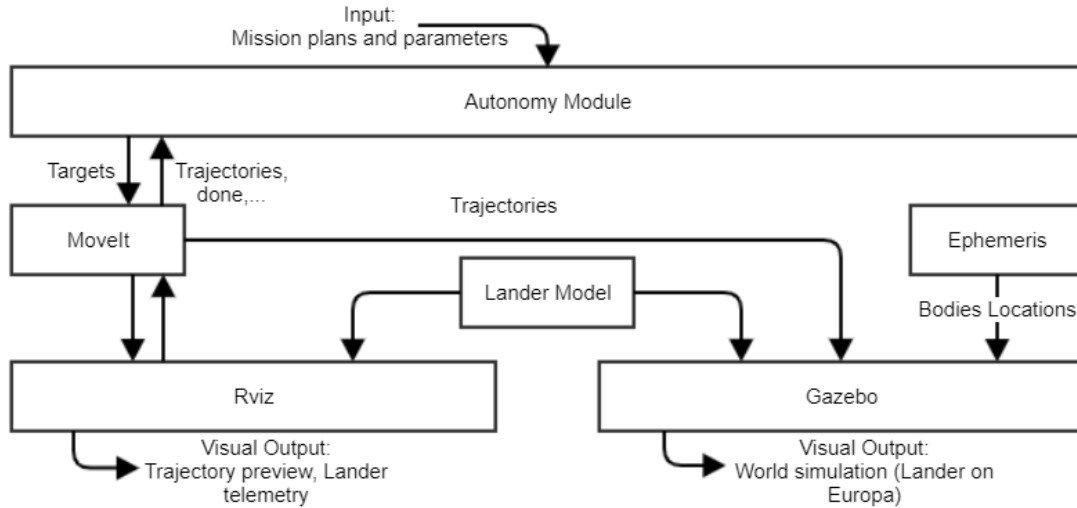 Input:
Mission plans and parameters
Autonomy Module
Targets
Trajectories,
done,...
Trajectories
MoveIt
Ephemeris
Lander Model
Bodies Locations
Rviz
Gazebo
Visual Output:
Trajectory preview, Lander
telemetry
Visual Output:
World simulation (Lander on
Europa)